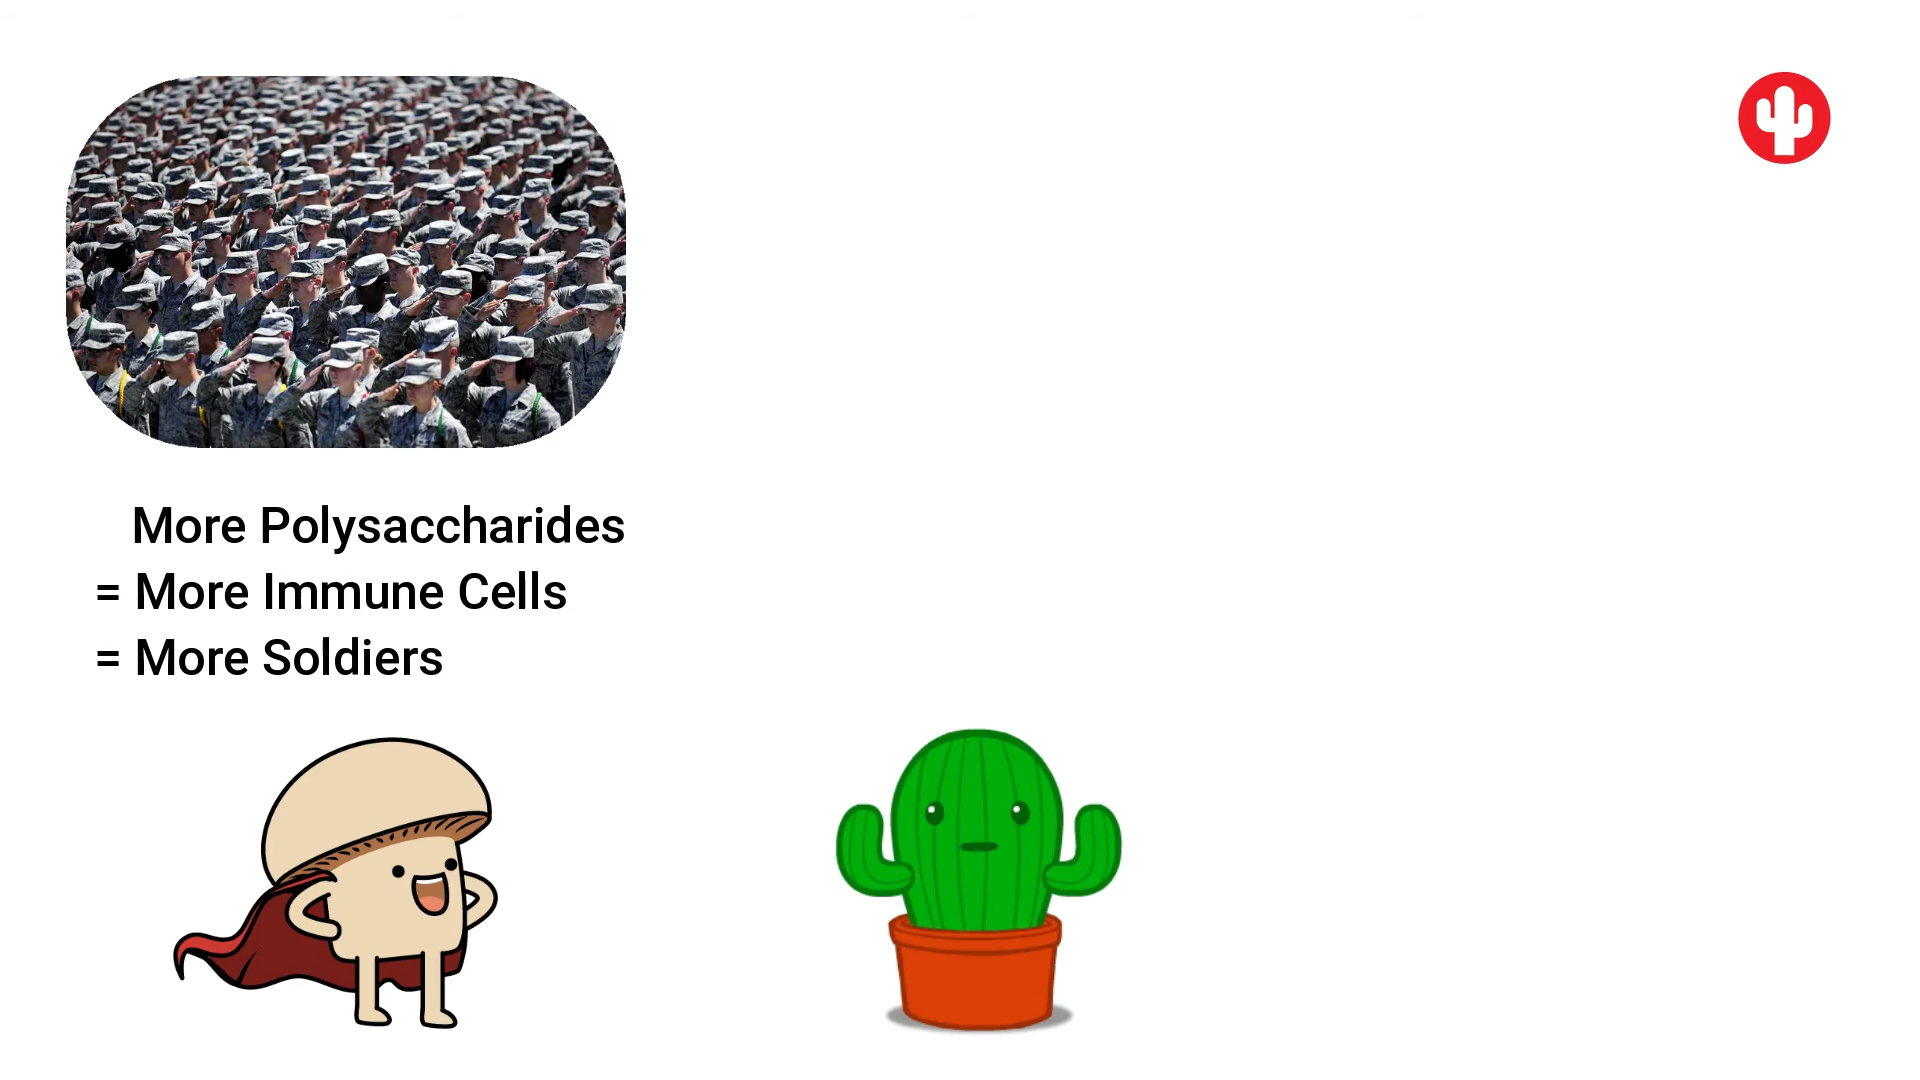 More Polysaccharides
= More Immune Cells
= More Soldiers